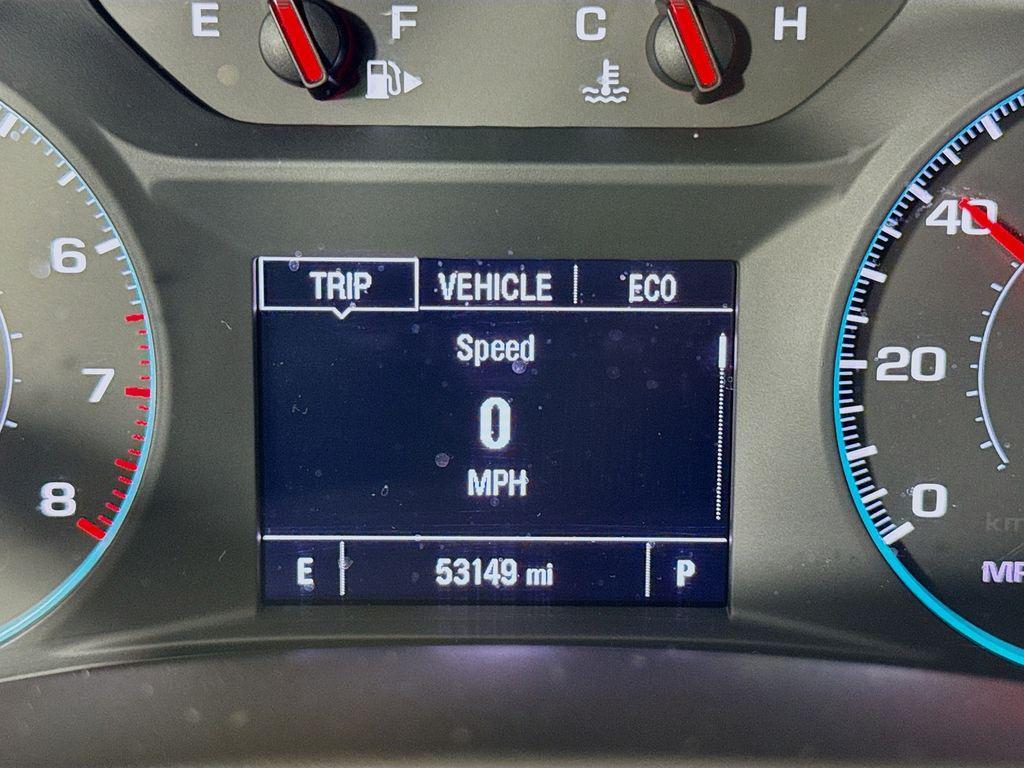 E F C H
TRIP VEHICLE ECO
Speed
0
MPH
E 53149 mi P
6
7
8
40
20
0